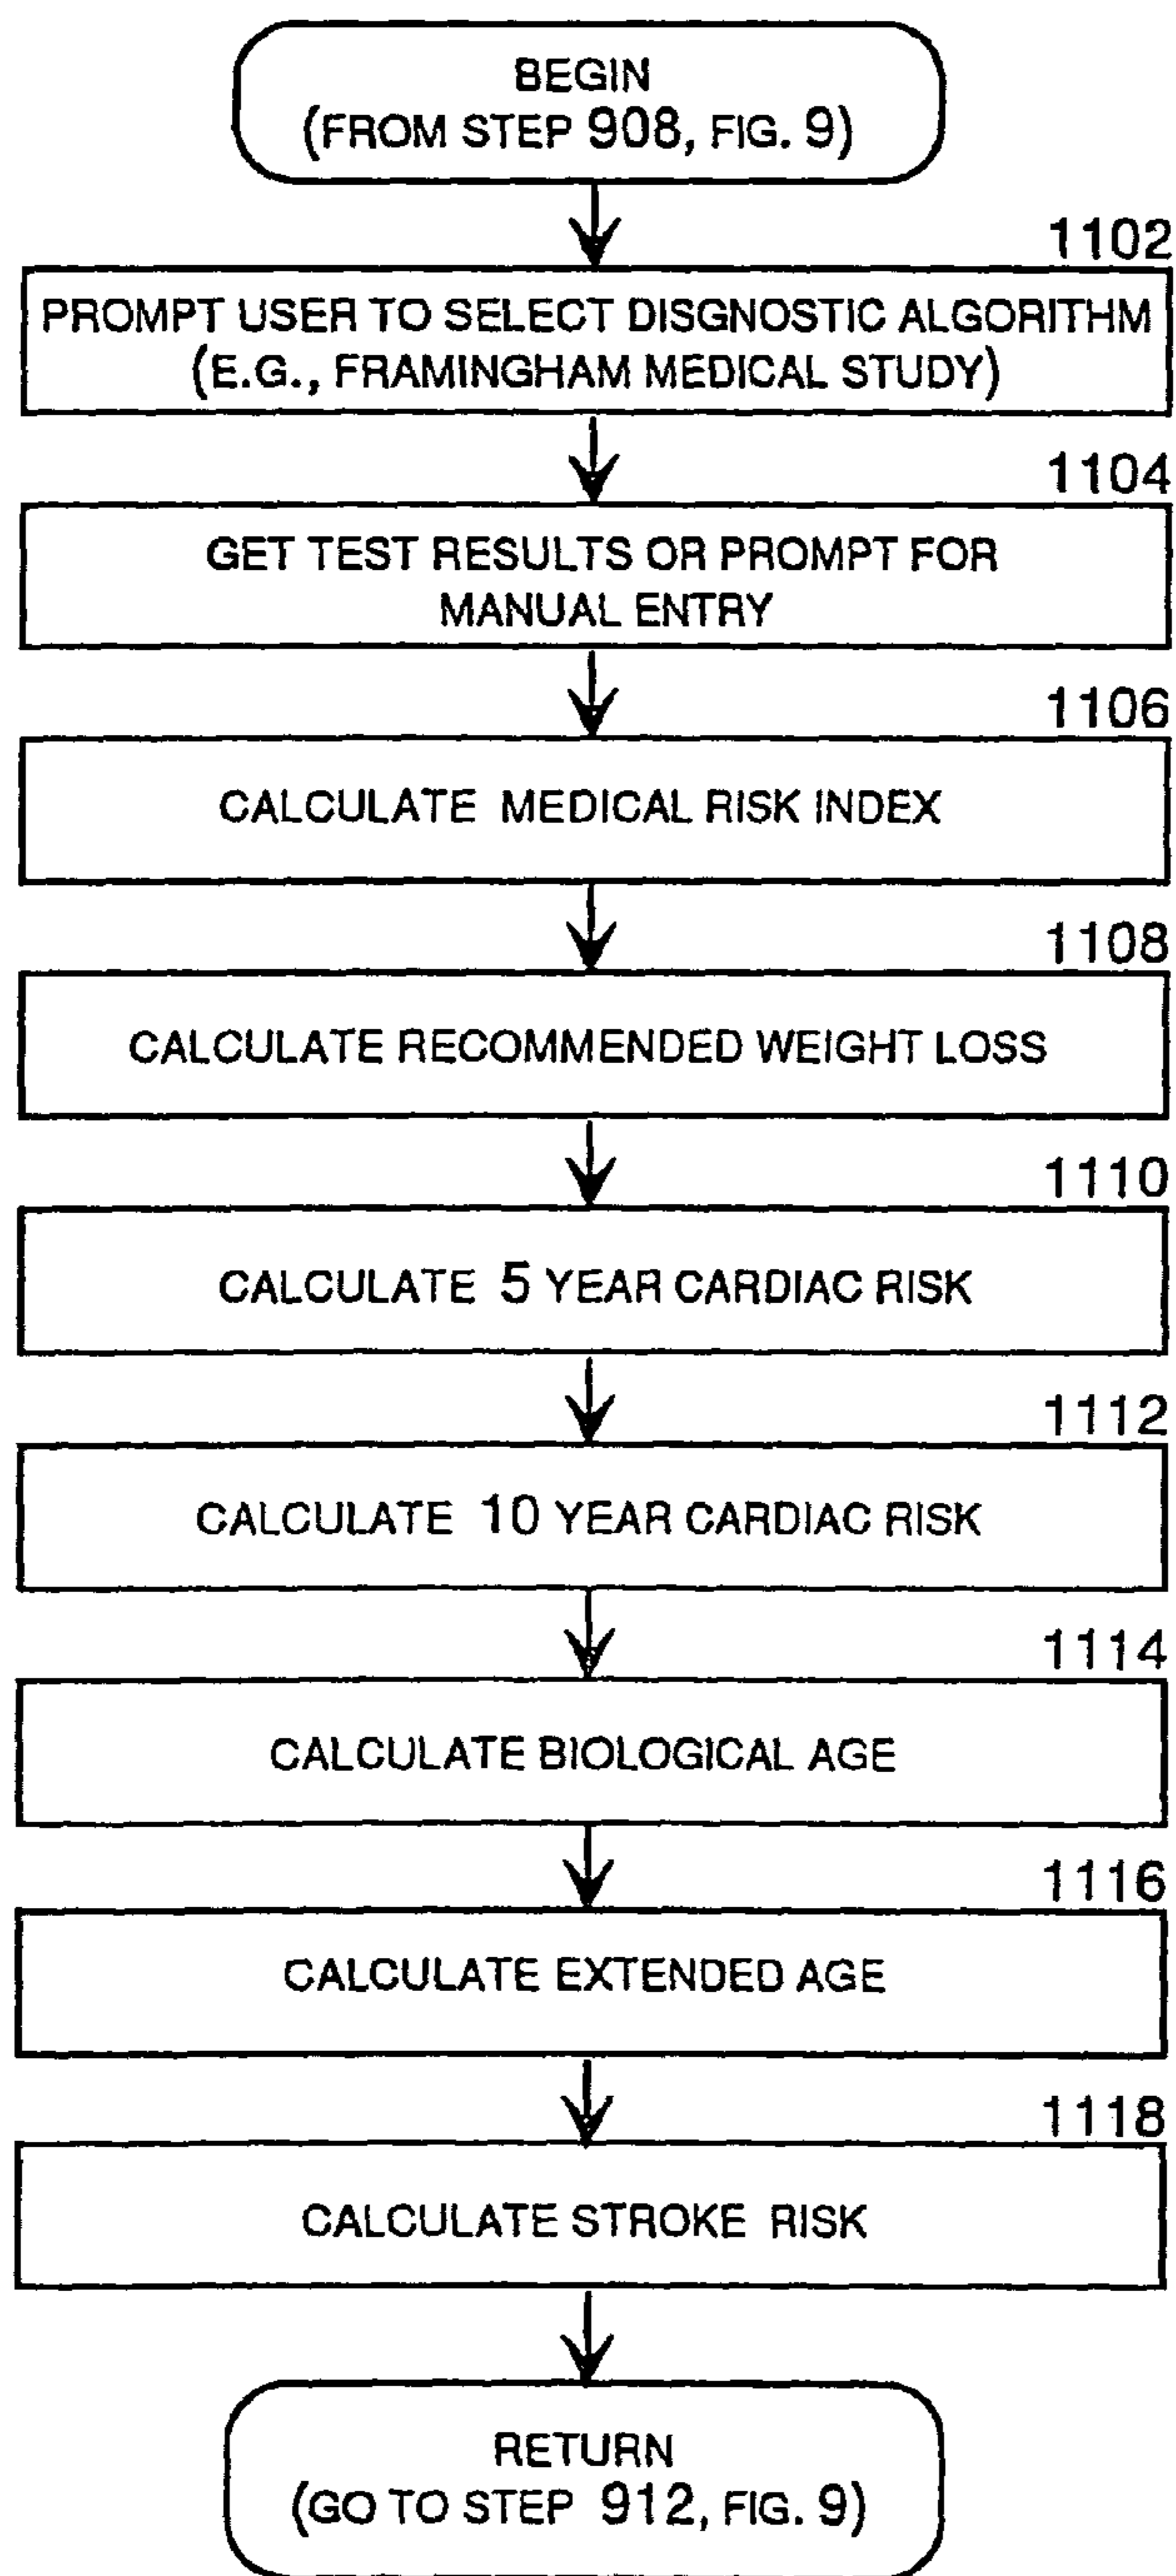 BEGIN
(FROM STEP 908, FIG. 9)
1102
PROMPT USER TO SELECT DISGNOSTIC ALGORITHM
(E.G., FRAMINGHAM MEDICAL STUDY)
1104
GET TEST RESULTS OR PROMPT FOR
MANUAL ENTRY
1106
CALCULATE MEDICAL RISK INDEX
1108
CALCULATE RECOMMENDED WEIGHT LOSS
1110
CALCULATE 5 YEAR CARDIAC RISK
1112
CALCULATE 10 YEAR CARDIAC RISK
1114
CALCULATE BIOLOGICAL AGE
1116
CALCULATE EXTENDED AGE
1118
CALCULATE STROKE RISK
RETURN
(GO TO STEP 912, FIG. 9)